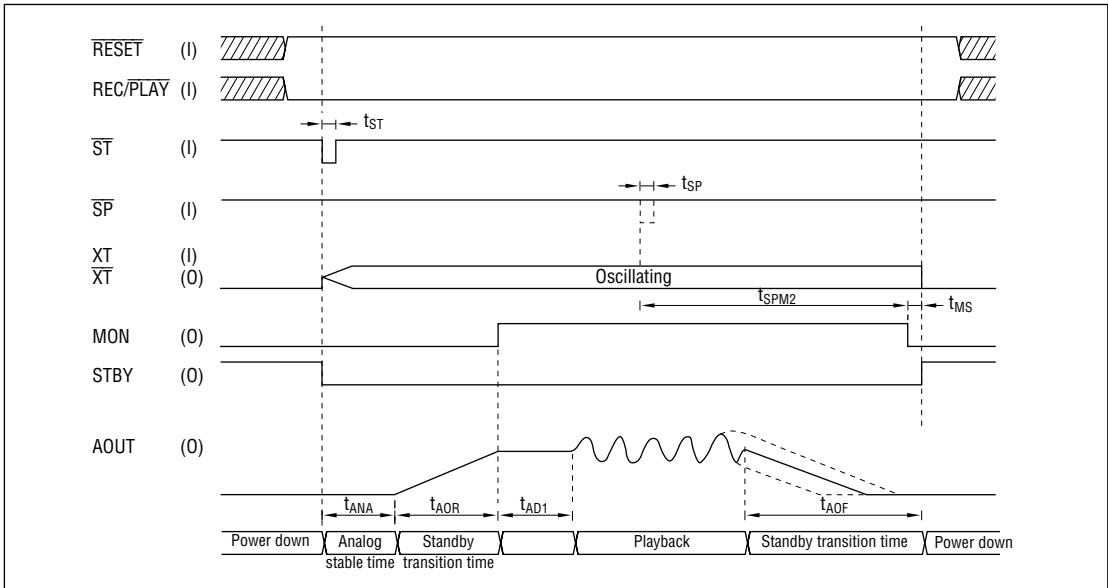 RESET (I)
REC/PLAY (I)
tST
ST (I)
tSP
SP (I)
XT (I)
XT (O)
Oscillating
tSPM2
tMS
MON (O)
STBY (O)
AOUT (O)
tANA
tAOR
tAD1
tAOF
Power down
Analog
stable time
Standby
transition time
Playback
Standby transition time
Power down